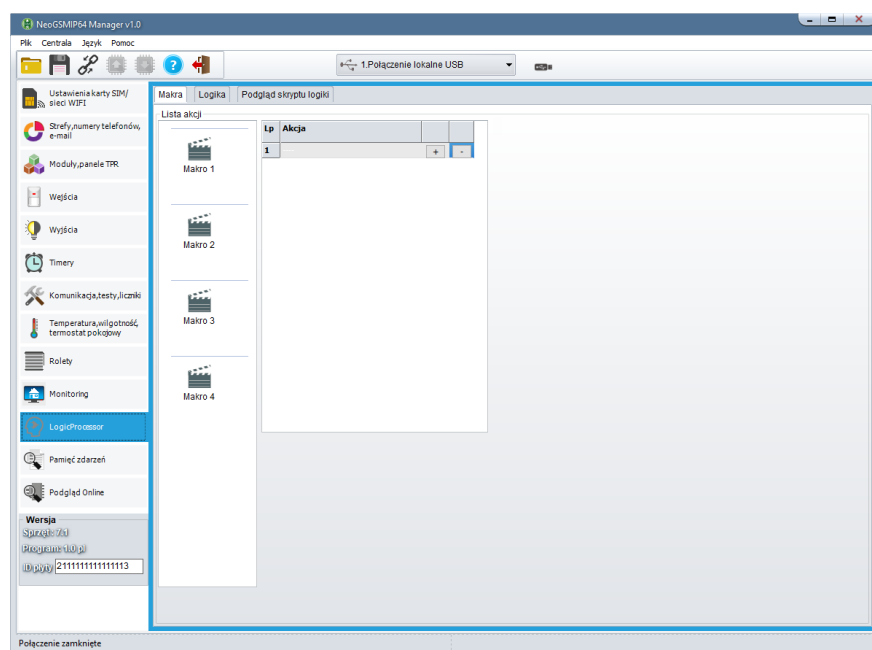 NeoGSMIP64 Manager v1.0
Plik Centrala Język Pomoc
1.Połączenie lokalne USB
Ustawienia karty SIM/
sieci WIFI
Strefy,numery telefonów,
e-mail
Moduły,panele TPR
Wejścia
Wyjścia
Timery
Komunikacja,testy,liczniki
Temperatura,wilgotność,
termostat pokojowy
Rolety
Monitoring
LogicProcessor
Pamięć zdarzeń
Podgląd Online
Wersja
Sprzęt: 7.1
Program: 1.0 pl
ID płyty 2111111111111113
Makra Logika Podgląd skryptu logiki
Lista akcji
Makro 1
Makro 2
Makro 3
Makro 4
Lp Akcja
1 + -
Połączenie zamknięte